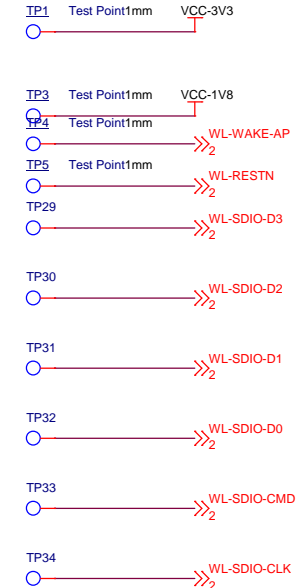 TP1 Test Point1mm VCC-3V3
TP3 Test Point1mm VCC-1V8
TP4 Test Point1mm
WL-WAKE-AP
2
TP5 Test Point1mm
WL-RESTN
2
TP29
WL-SDIO-D3
2
TP30
WL-SDIO-D2
2
TP31
WL-SDIO-D1
2
TP32
WL-SDIO-D0
2
TP33
WL-SDIO-CMD
2
TP34
WL-SDIO-CLK
2